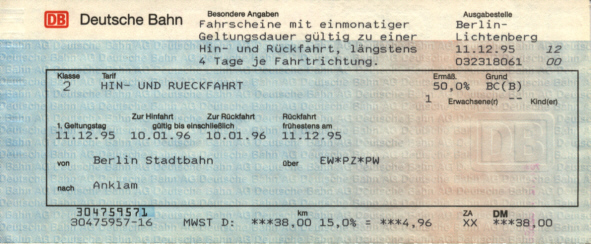 DB Deutsche Bahn
Besondere Angaben
Fahrscheine mit einmonatiger
Geltungsdauer gültig zu einer
Hin- und Rückfahrt, längstens
4 Tage je Fahrtrichtung.
Ausgabestelle
Berlin-
Lichtenberg
11.12.95 12
032318061 00
Klasse Tarif Ermäß. Grund
2 HIN- UND RUECKFAHRT 50,0% BC(B)
1 Erwachsene(r) -- Kind(er)
Zur Hinfahrt Zur Rückfahrt Rückfahrt
1. Geltungstag gültig bis einschließlich frühestens am
11.12.95 10.01.96 10.01.96 11.12.95
von Berlin Stadtbahn über EW*PZ*PW
nach Anklam
304759571 km ZA DM
30475957-16 MWST D: ***38,00 15,0% = ***4,96 XX ***38,00